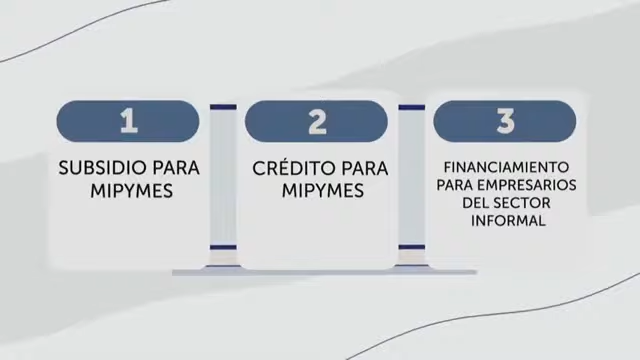 1
SUBSIDIO PARA
MIPYMES
2
CRÉDITO PARA
MIPYMES
3
FINANCIAMIENTO
PARA EMPRESARIOS
DEL SECTOR
INFORMAL